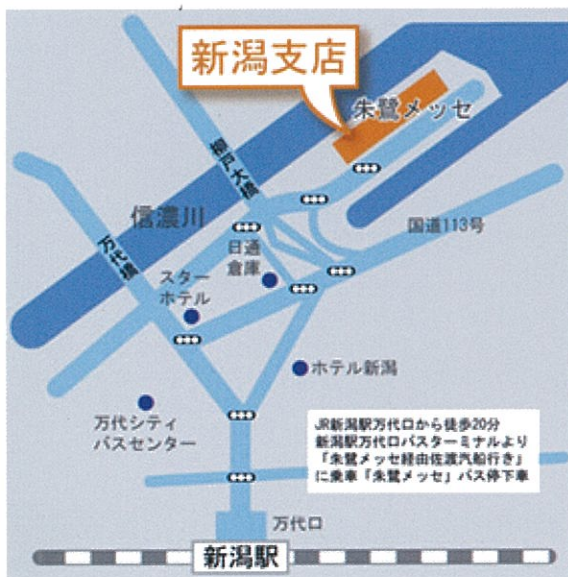 新潟支店
朱鷺メッセ
柳戸大橋
信濃川
国道113号
万代橋
日通
倉庫
スター
ホテル
ホテル新潟
万代シティ
バスセンター
JR新潟駅万代口から徒歩20分
新潟駅万代口バスターミナルより
「朱鷺メッセ経由佐渡汽船行き」
に乗車「朱鷺メッセ」バス停下車
万代口
新潟駅